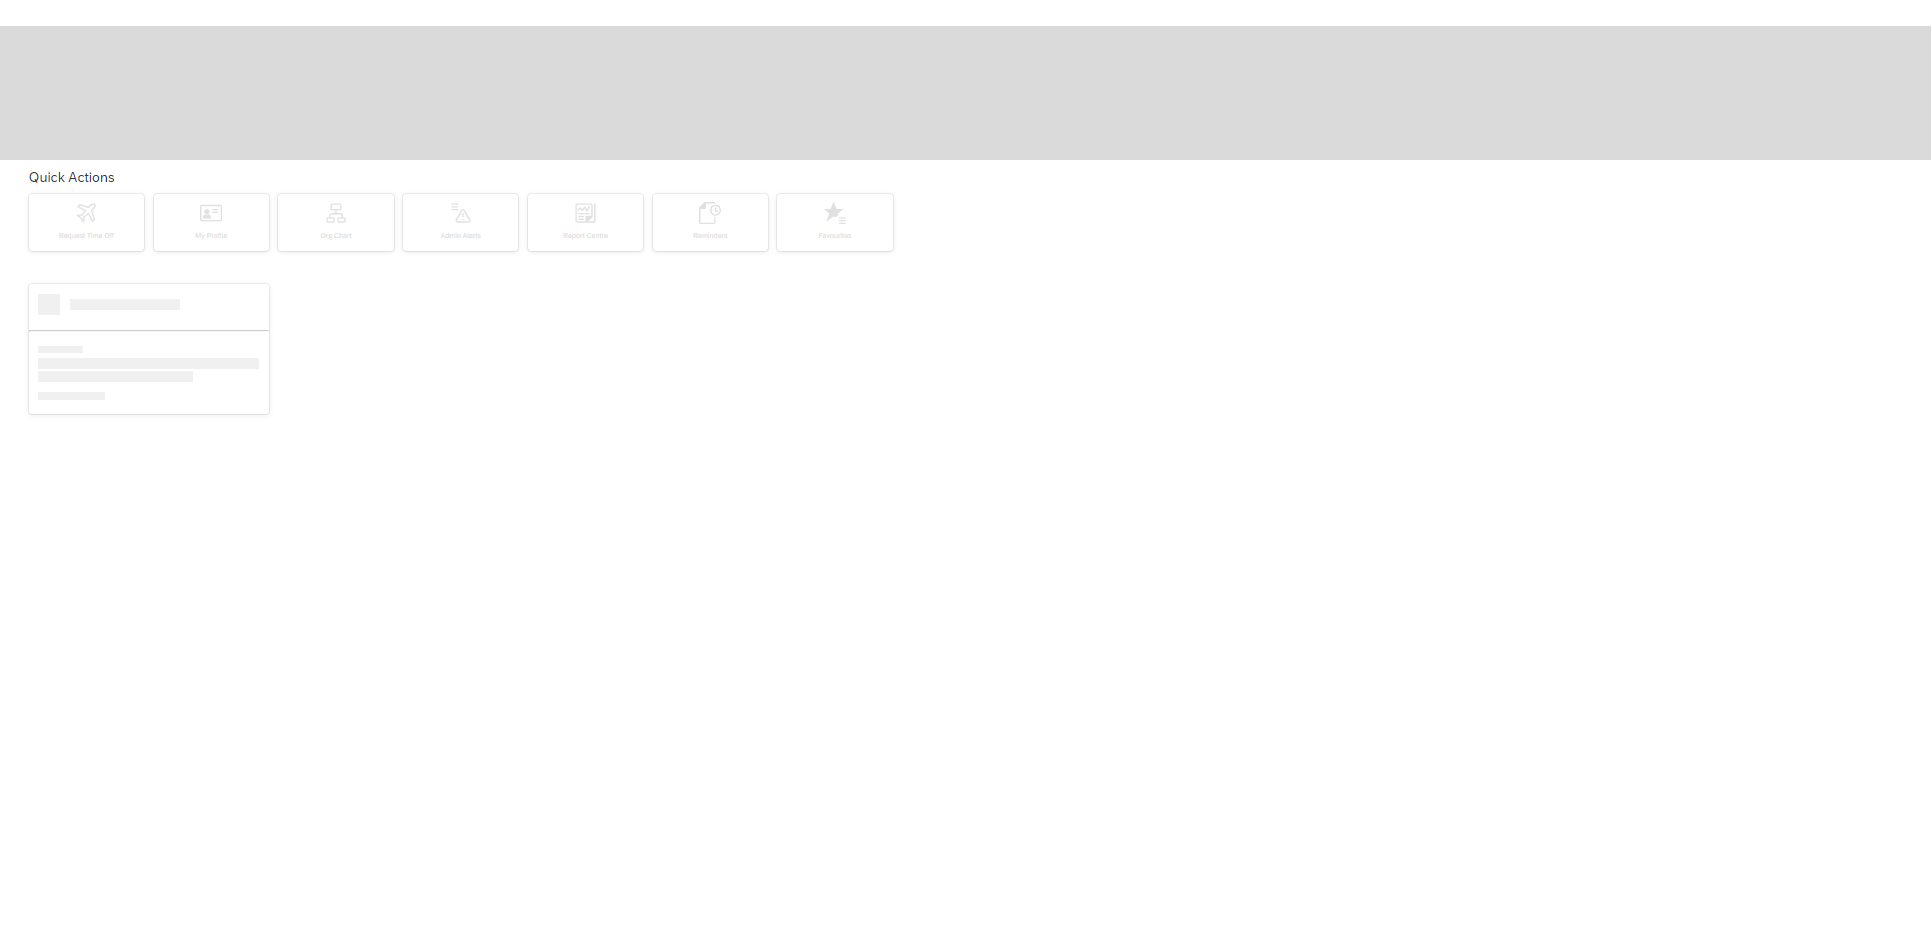 Quick Actions
Request Time Off
My Profile
Org Chart
Admin Alerts
Report Centre
Reminders
Favourites